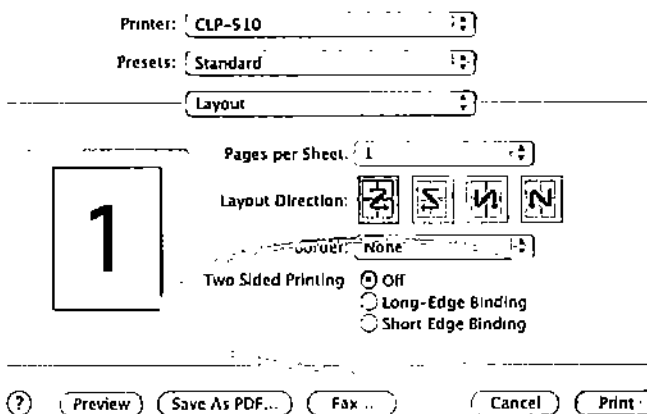 Printer: CLP-510
Presets: Standard
Layout
Pages per Sheet: 1
Layout Direction:
Border: None
1
Two Sided Printing Off
Long-Edge Binding
Short Edge Binding
? Preview Save As PDF... Fax... Cancel Print